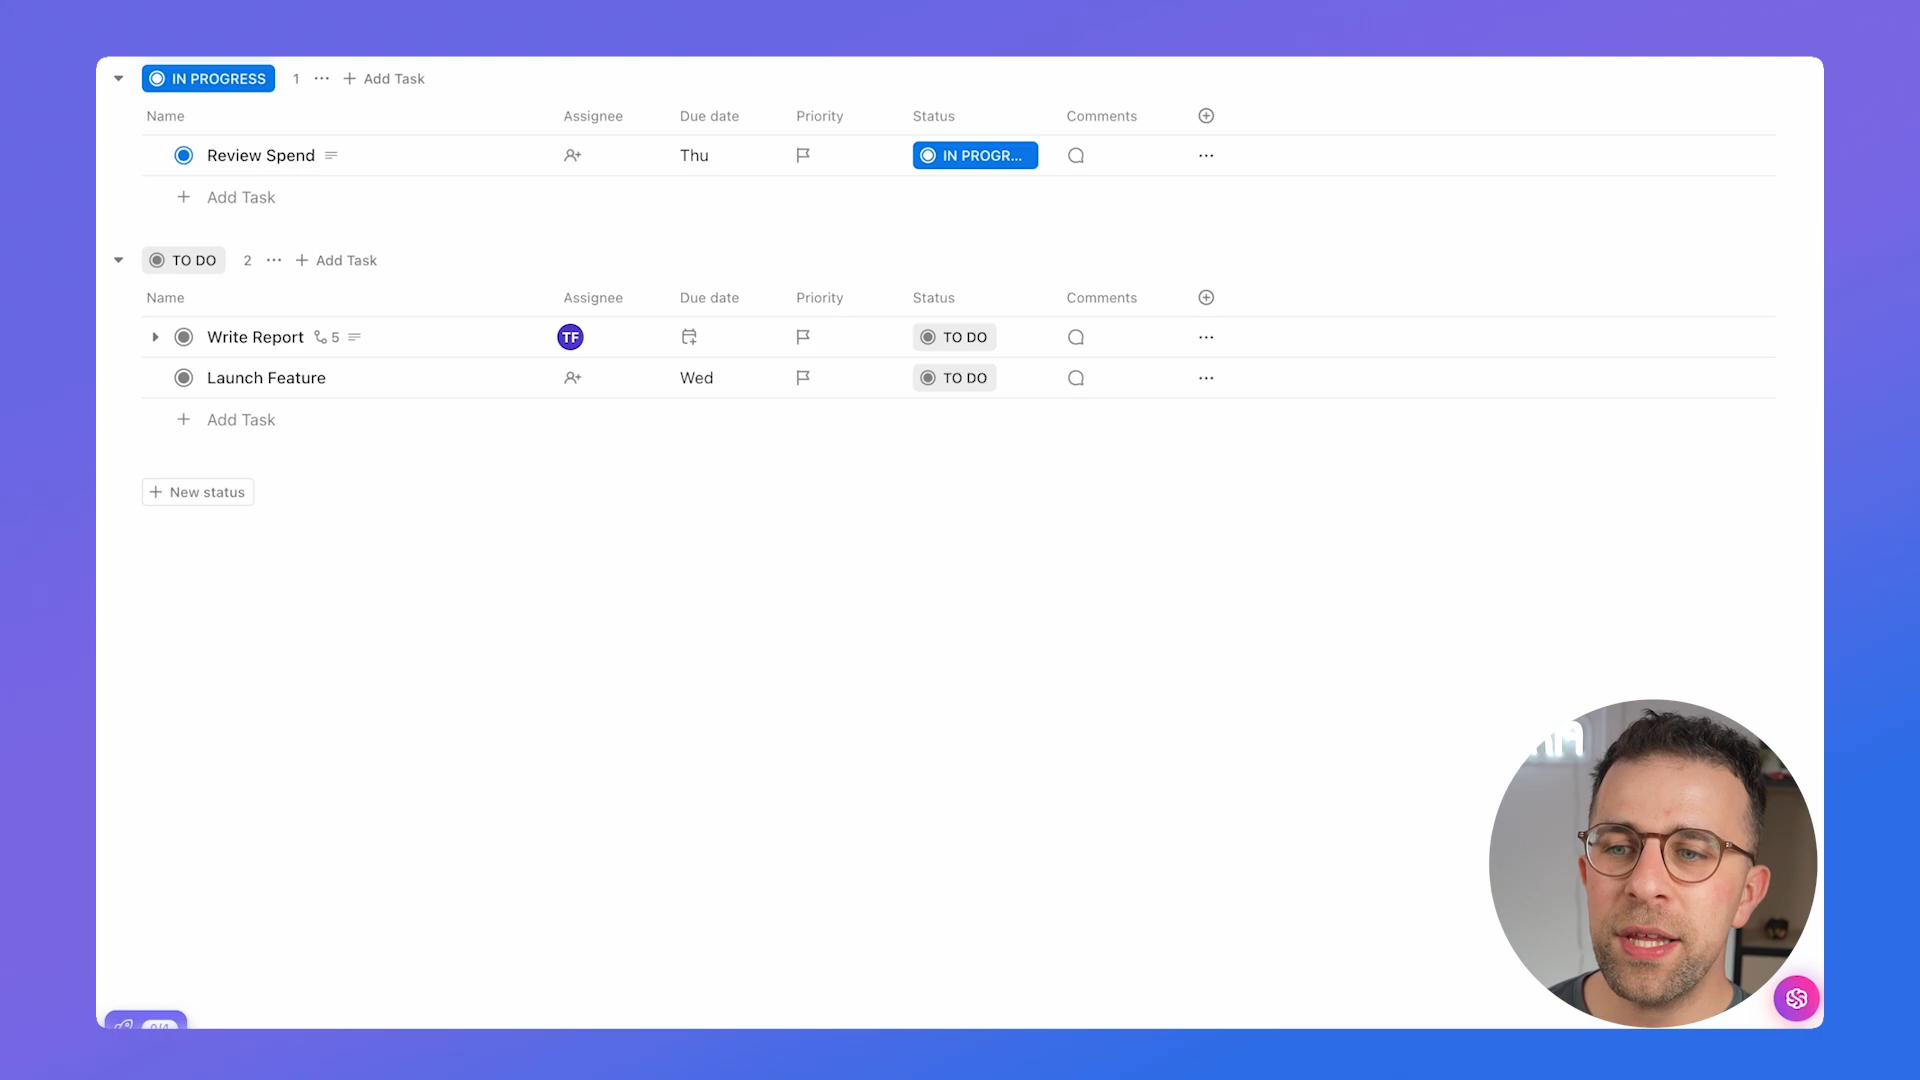 IN PROGRESS 1 ... + Add Task
Name Assignee Due date Priority Status Comments
Review Spend Thu IN PROGR...
+ Add Task
TO DO 2 ... + Add Task
Name Assignee Due date Priority Status Comments
Write Report 5 TF TO DO
Launch Feature Wed TO DO
+ Add Task
+ New status